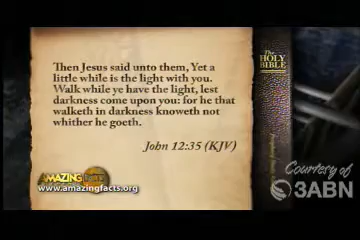 Then Jesus said unto them, Yet a
little while is the light with you.
Walk while ye have the light, lest
darkness come upon you: for he that
walketh in darkness knoweth not
whither he goeth.
John 12:35 (KJV)
The
HOLY
BIBLE
AMAZING
www.amazingfacts.org
Courtesy of
3ABN